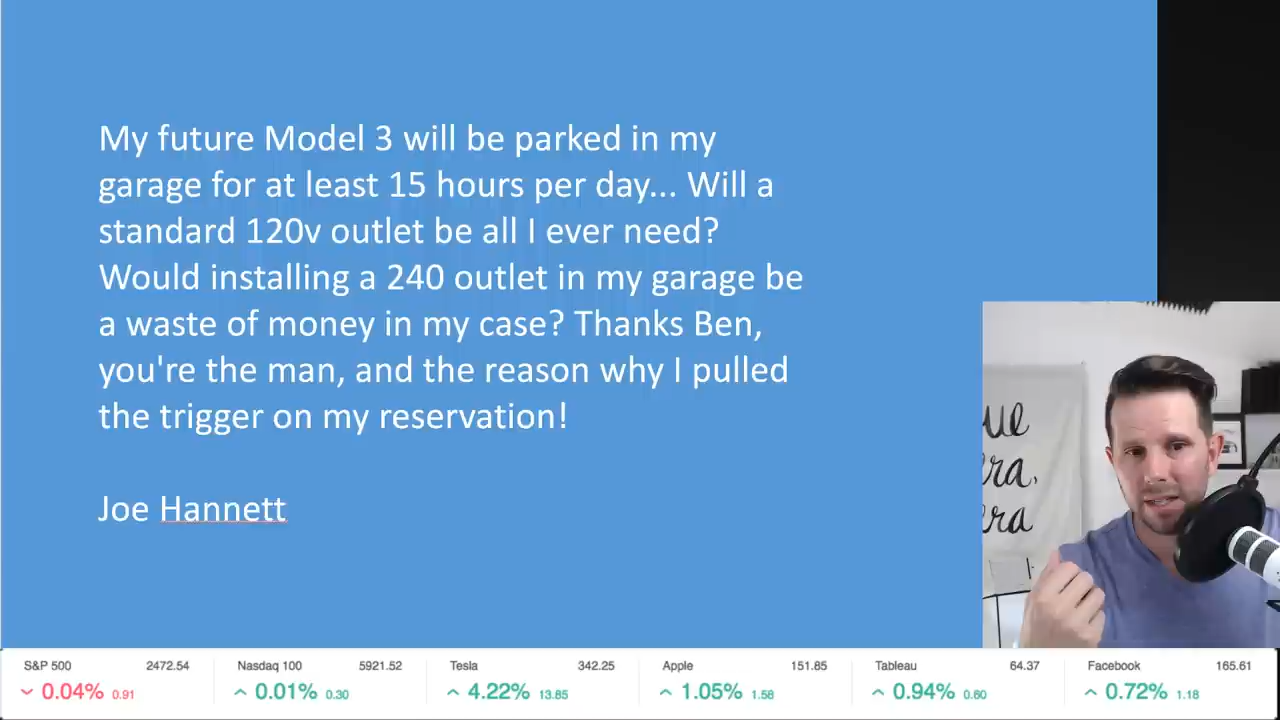 My future Model 3 will be parked in my
garage for at least 15 hours per day... Will a
standard 120v outlet be all I ever need?
Would installing a 240 outlet in my garage be
a waste of money in my case? Thanks Ben,
you're the man, and the reason why I pulled
the trigger on my reservation!
Joe Hannett
S&P 500 2472.54
0.04% 0.91
Nasdaq 100 5921.52
0.01% 0.30
Tesla 342.25
4.22% 13.85
Apple 151.85
1.05% 1.58
Tableau 64.37
0.94% 0.60
Facebook 165.61
0.72% 1.18